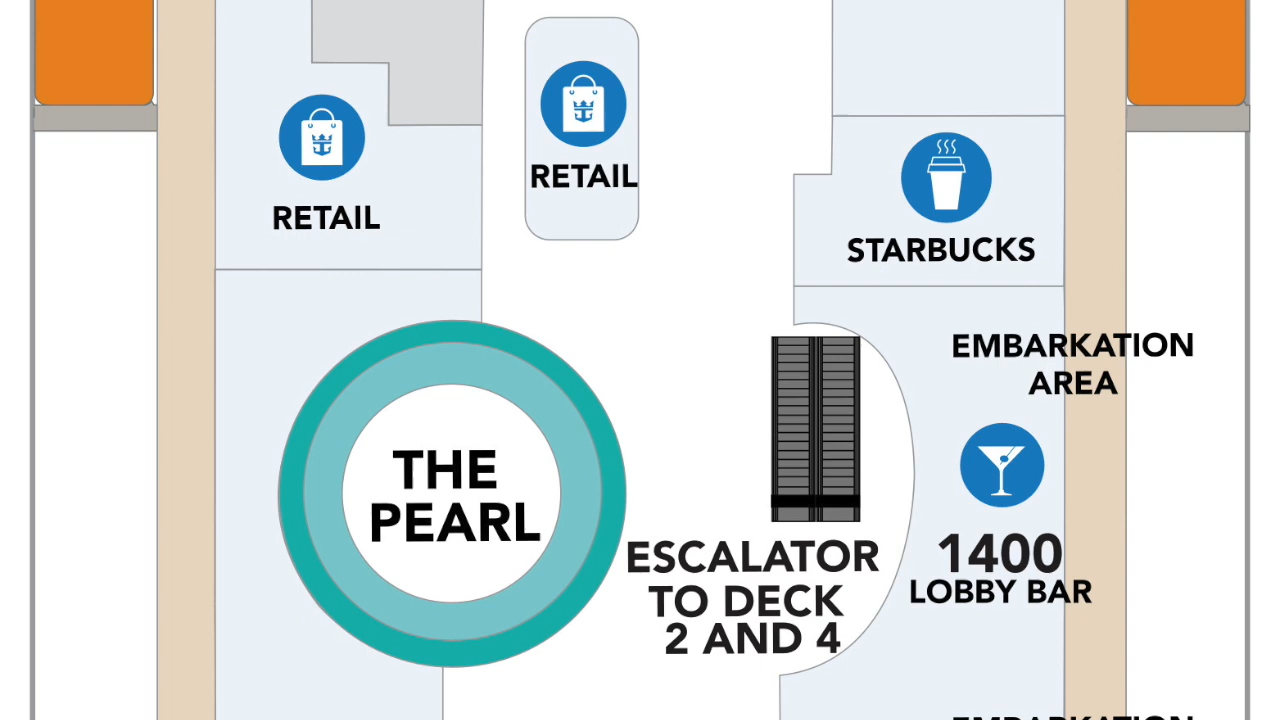 RETAIL
RETAIL
STARBUCKS
EMBARKATION
AREA
THE
PEARL
ESCALATOR
TO DECK
2 AND 4
1400
LOBBY BAR